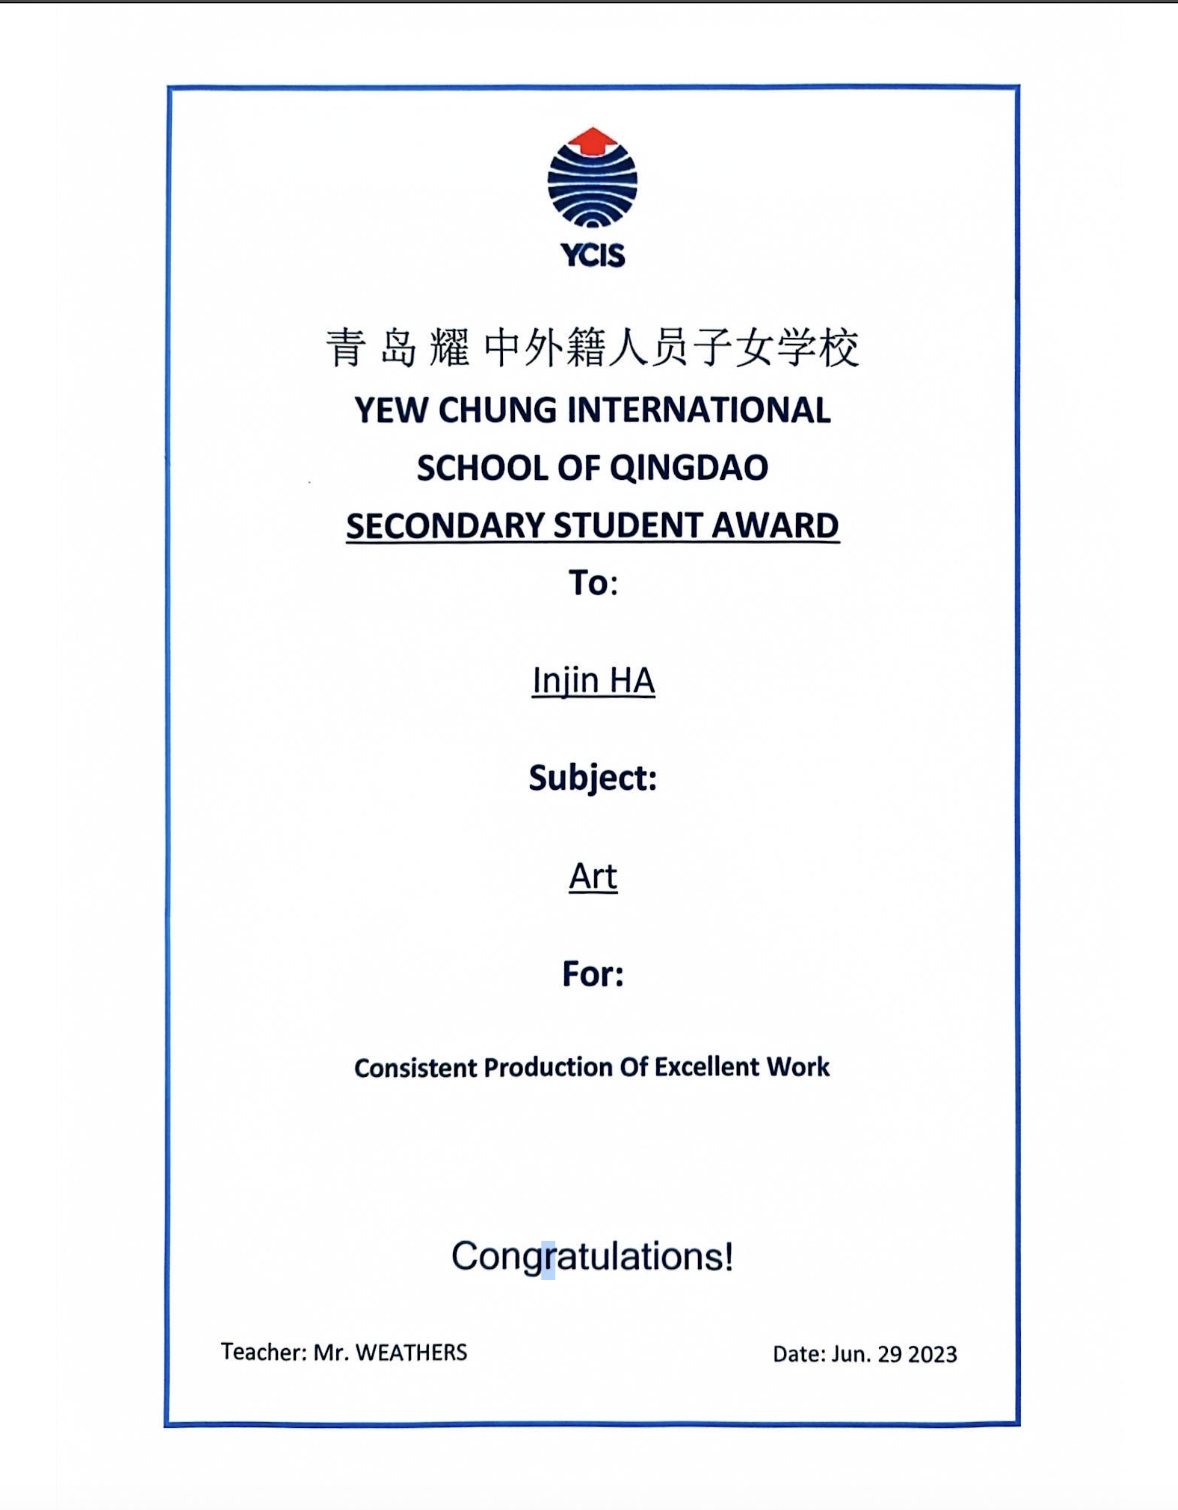 YCIS
青 岛 耀 中外籍人员子女学校
YEW CHUNG INTERNATIONAL
SCHOOL OF QINGDAO
SECONDARY STUDENT AWARD
To:
Injin HA
Subject:
Art
For:
Consistent Production Of Excellent Work
Congratulations!
Teacher: Mr. WEATHERS
Date: Jun. 29 2023